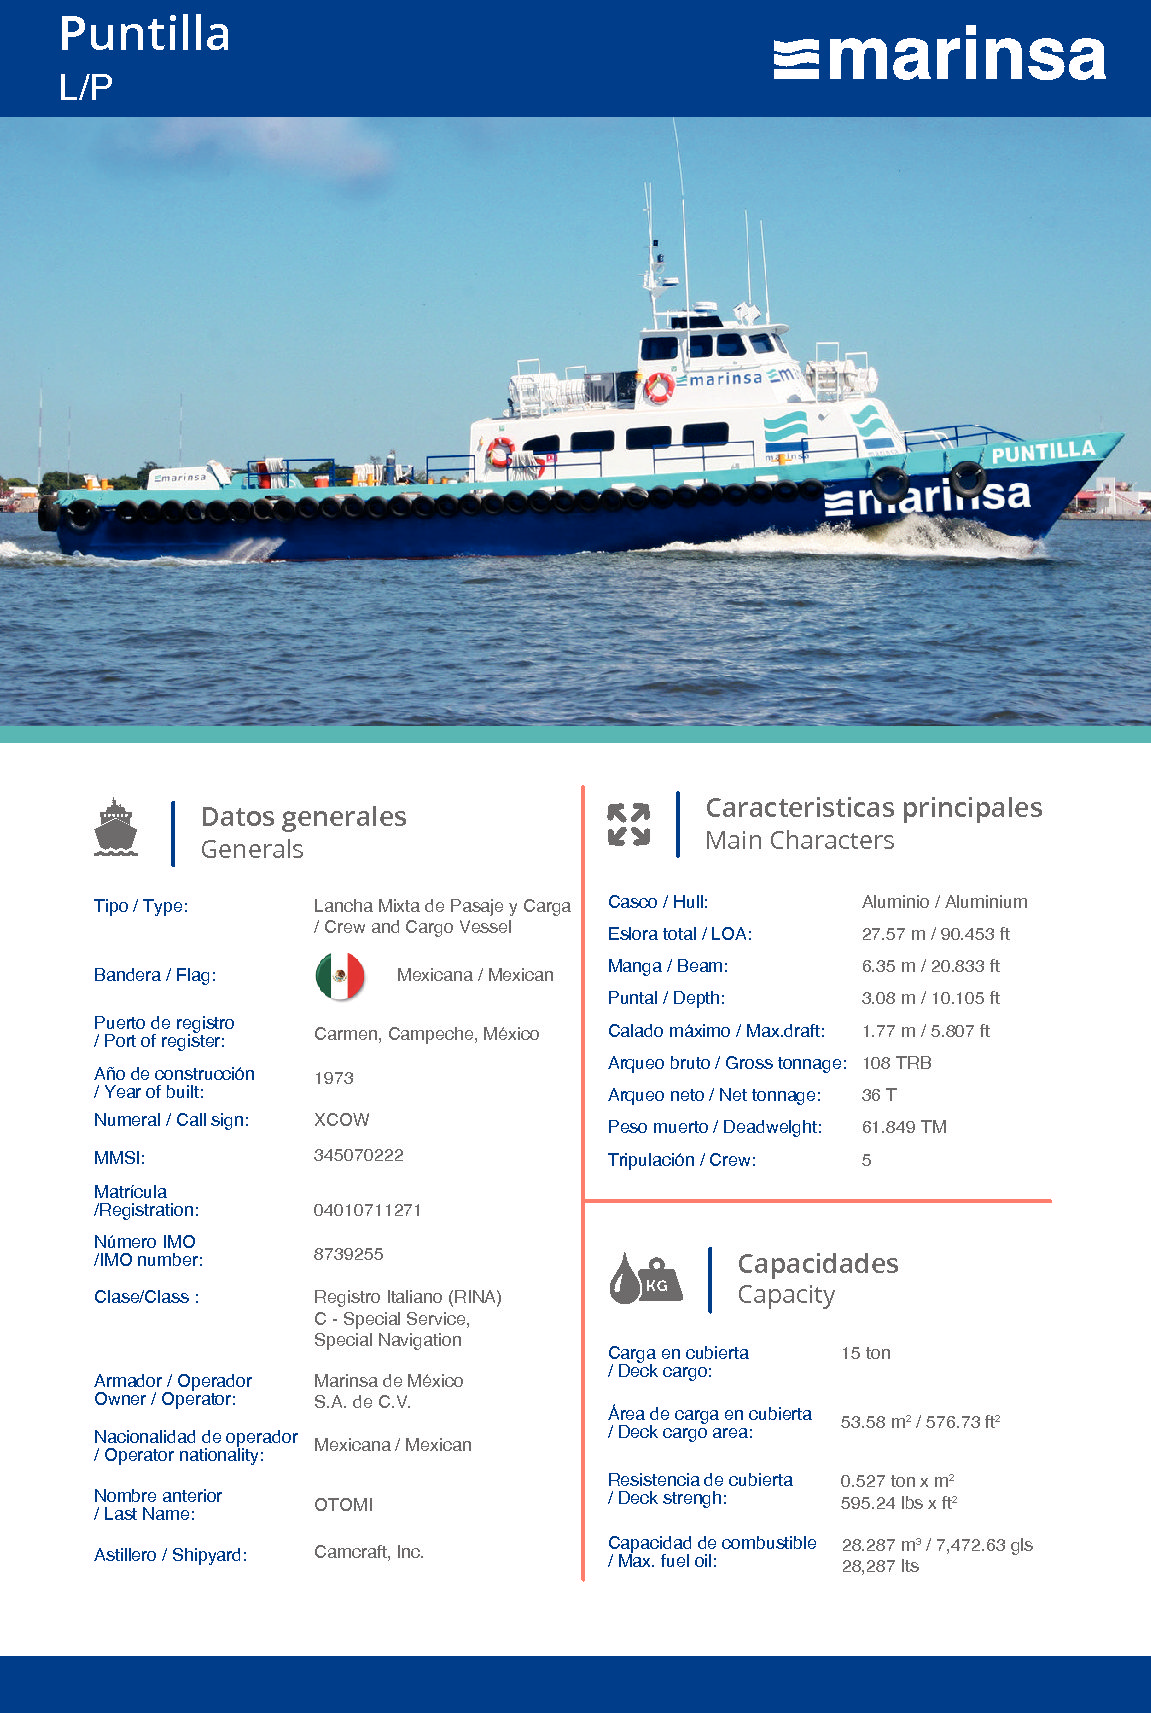 Puntilla
L/P
marinsa
marinsa
marinsa
marinsa
PUNTILLA
marinsa
Datos generales
Generals
Tipo / Type:
Lancha Mixta de Pasaje y Carga
/ Crew and Cargo Vessel
Bandera / Flag:
Mexicana / Mexican
Puerto de registro
/ Port of register:
Carmen, Campeche, México
Año de construcción
/ Year of built:
1973
Numeral / Call sign:
XCOW
MMSI:
345070222
Matrícula
/Registration:
04010711271
Número IMO
/IMO number:
8739255
Clase/Class :
Registro Italiano (RINA)
C - Special Service,
Special Navigation
Armador / Operador
Owner / Operator:
Marinsa de México
S.A. de C.V.
Nacionalidad de operador
/ Operator nationality:
Mexicana / Mexican
Nombre anterior
/ Last Name:
OTOMI
Astillero / Shipyard:
Camcraft, Inc.
Caracteristicas principales
Main Characters
Casco / Hull:
Aluminio / Aluminium
Eslora total / LOA:
27.57 m / 90.453 ft
Manga / Beam:
6.35 m / 20.833 ft
Puntal / Depth:
3.08 m / 10.105 ft
Calado máximo / Max.draft:
1.77 m / 5.807 ft
Arqueo bruto / Gross tonnage:
108 TRB
Arqueo neto / Net tonnage:
36 T
Peso muerto / Deadwelght:
61.849 TM
Tripulación / Crew:
5
KG
Capacidades
Capacity
Carga en cubierta
/ Deck cargo:
15 ton
Área de carga en cubierta
/ Deck cargo area:
53.58 m² / 576.73 ft²
Resistencia de cubierta
/ Deck strengh:
0.527 ton x m²
595.24 lbs x ft²
Capacidad de combustible
/ Max. fuel oil:
28.287 m³ / 7,472.63 gls
28,287 lts